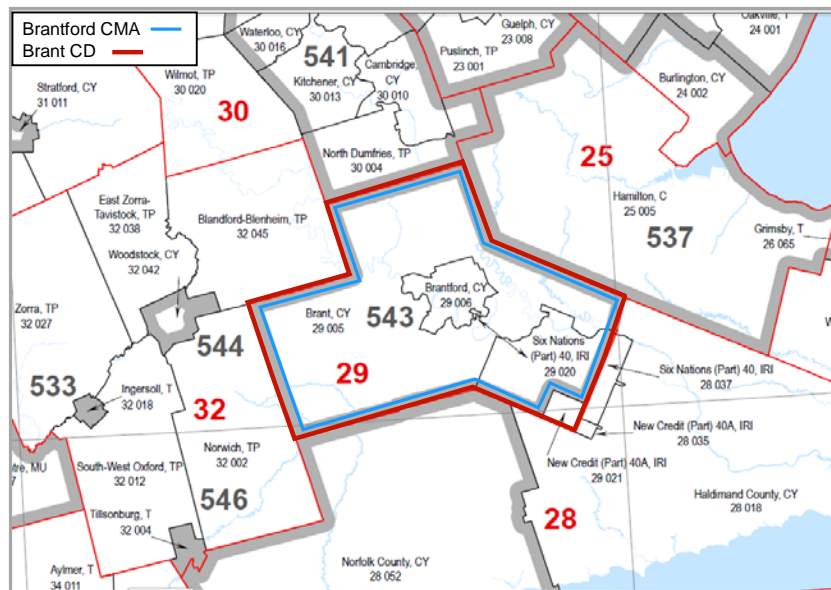 Brantford CMA
Brant CD
Waterloo, CY
30 016
541
Kitchener, CY
30 013
Cambridge,
CY
30 010
Guelph, CY
23 008
Puslinch, TP
23 001
Oakville, T
24 001
Burlington, CY
24 002
Wilmot, TP
30 020
Stratford, CY
31 011
30
North Dumfries, TP
30 004
25
Hamilton, C
25 005
537
Grimsby, T
26 065
East Zorra-
Tavistock, TP
32 038
Woodstock, CY
32 042
Blandford-Blenheim, TP
32 045
Zorra, TP
32 027
544
Brant, CY
29 005
543
Brantford, CY
29 006
29
Six Nations
(Part) 40, IRI
29 020
Six Nations (Part) 40, IRI
28 037
533
Ingersoll, T
32 018
32
New Credit (Part) 40A, IRI
28 035
New Credit (Part) 40A, IRI
29 021
Norwich, TP
32 002
South-West Oxford, TP
32 012
tre, MU
7
546
Tillsonburg, T
32 004
28
Haldimand County, CY
28 018
Norfolk County, CY
28 052
Aylmer, T
34 011
W